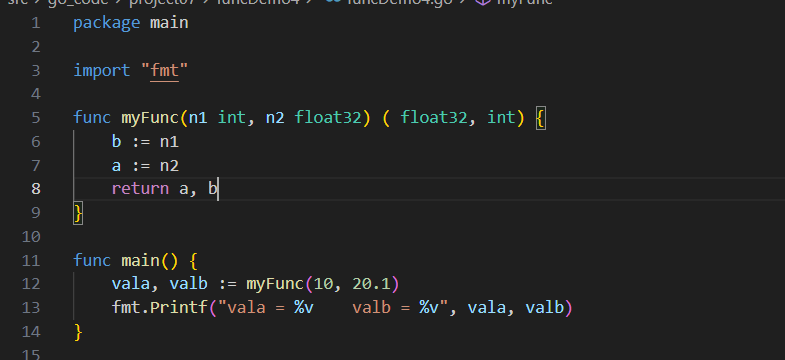 src > go_code > project07 > funcDemo4 > funcDemo4.go > myFunc
1 package main
2
3 import "fmt"
4
5 func myFunc(n1 int, n2 float32) ( float32, int) {
6     b := n1
7     a := n2
8     return a, b
9 }
10
11 func main() {
12     vala, valb := myFunc(10, 20.1)
13     fmt.Printf("vala = %v    valb = %v", vala, valb)
14 }
15